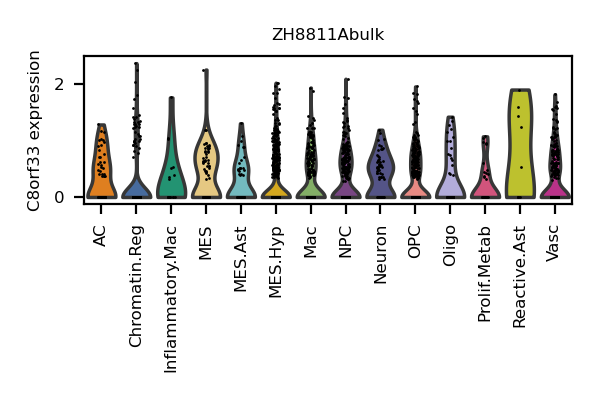 ZH8811Abulk
C8orf33 expression
2
0
AC
Chromatin.Reg
Inflammatory.Mac
MES
MES.Ast
MES.Hyp
Mac
NPC
Neuron
OPC
Oligo
Prolif.Metab
Reactive.Ast
Vasc